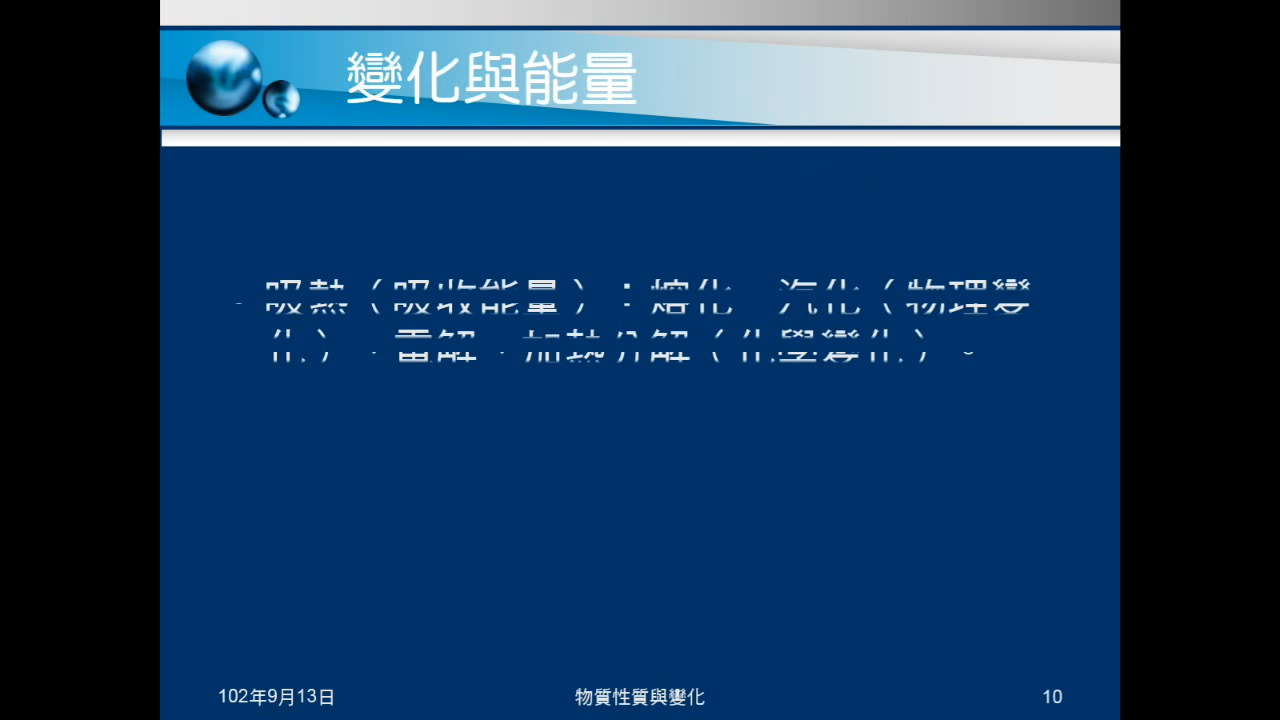 變化與能量
吸熱（吸收能量）：熔化、汽化（物理變
化）、電解、加熱分解（化學變化）。
102年9月13日
物質性質與變化
10